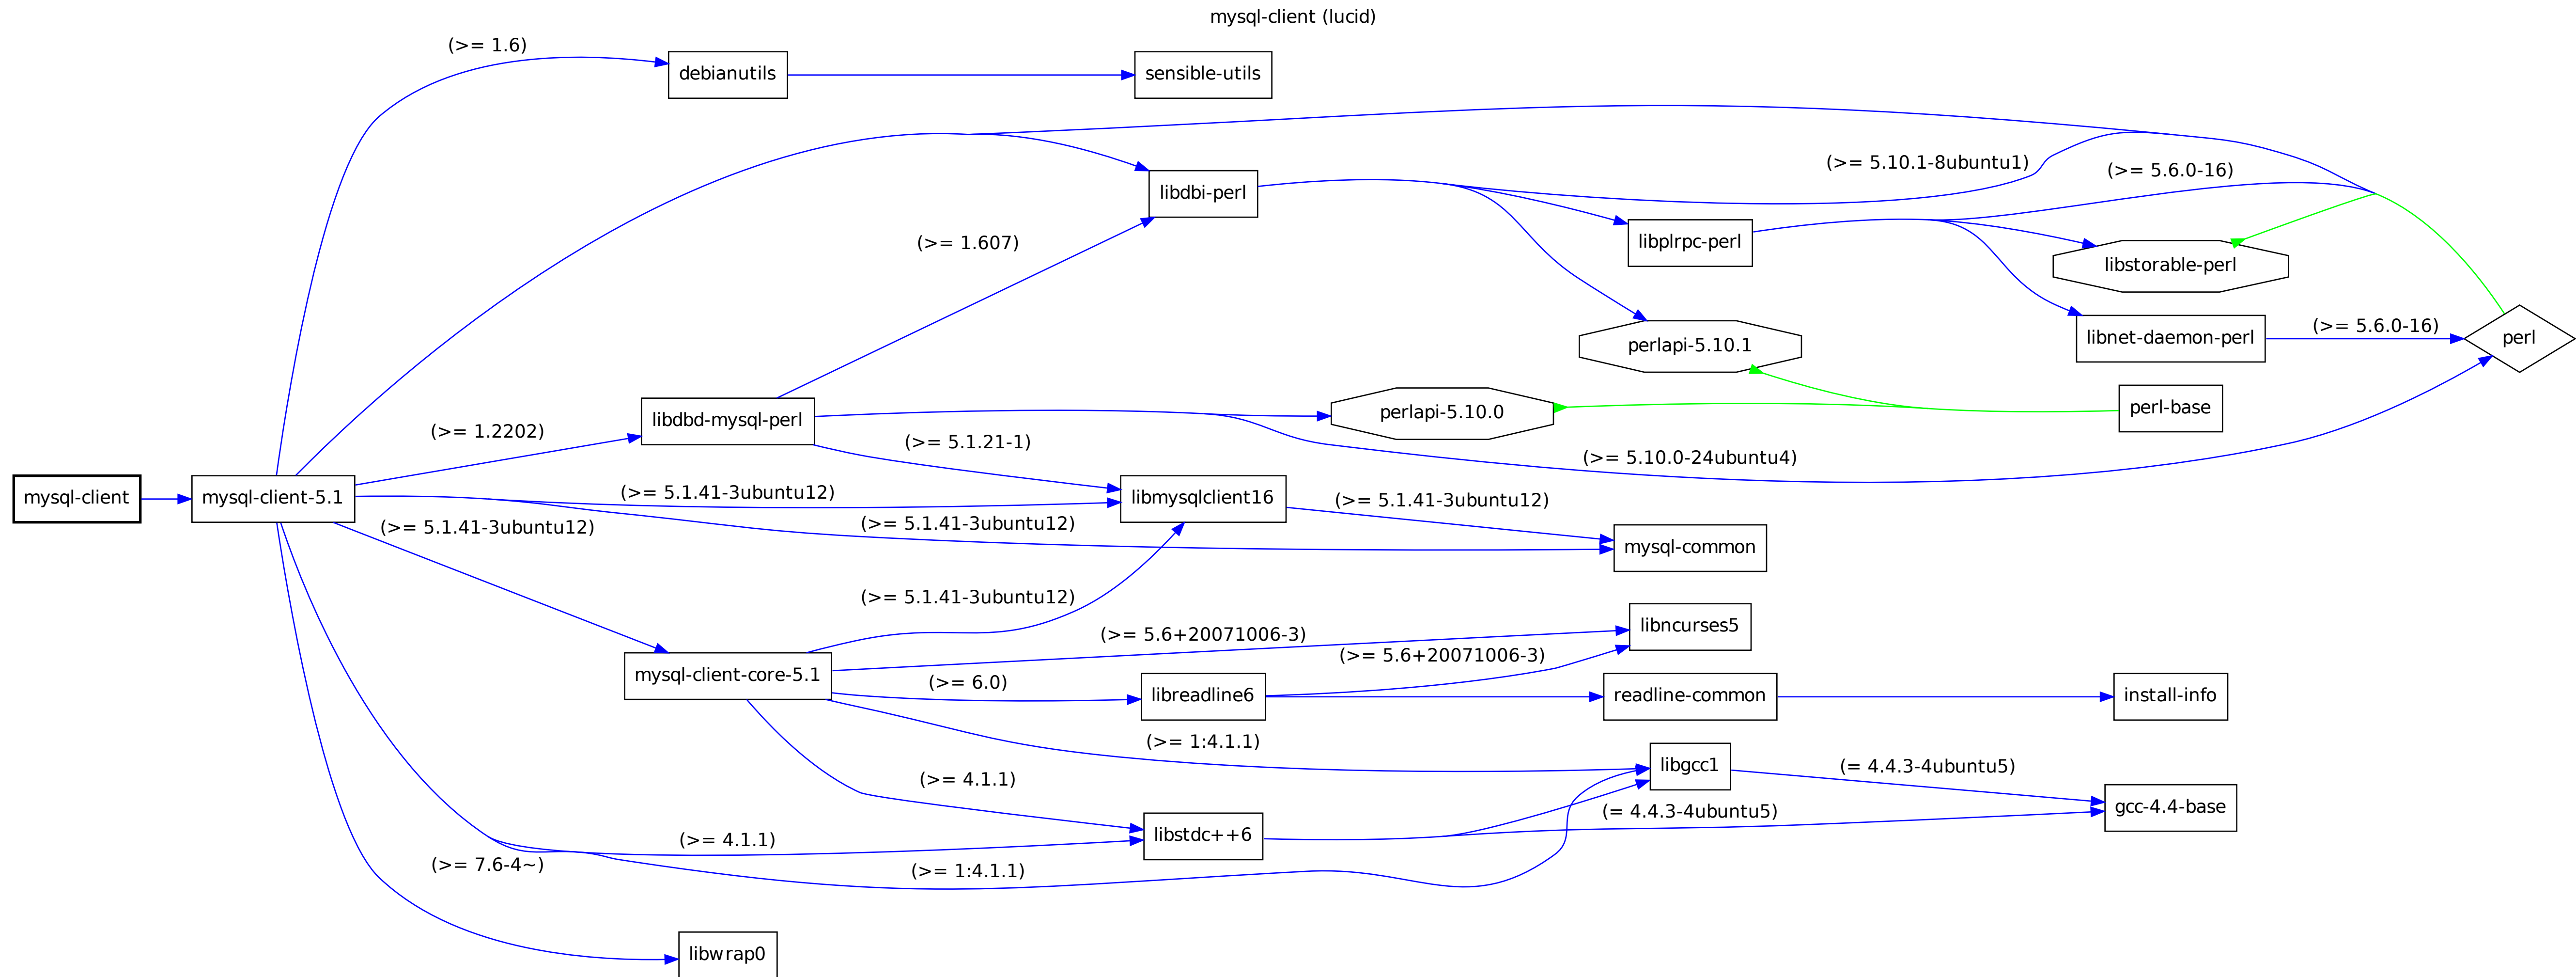 mysql-client (lucid)
(>= 1.6)
debianutils
sensible-utils
(>= 5.10.1-8ubuntu1)
(>= 5.6.0-16)
libdbi-perl
(>= 1.607)
libplrpc-perl
libstorable-perl
perlapi-5.10.1
libnet-daemon-perl
(>= 5.6.0-16)
perl
libdbd-mysql-perl
perlapi-5.10.0
perl-base
(>= 1.2202)
(>= 5.1.21-1)
(>= 5.10.0-24ubuntu4)
mysql-client
mysql-client-5.1
(>= 5.1.41-3ubuntu12)
libmysqlclient16
(>= 5.1.41-3ubuntu12)
(>= 5.1.41-3ubuntu12)
(>= 5.1.41-3ubuntu12)
mysql-common
(>= 5.1.41-3ubuntu12)
libncurses5
(>= 5.6+20071006-3)
(>= 5.6+20071006-3)
mysql-client-core-5.1
(>= 6.0)
libreadline6
readline-common
install-info
(>= 1:4.1.1)
libgcc1
(= 4.4.3-4ubuntu5)
(>= 4.1.1)
gcc-4.4-base
(= 4.4.3-4ubuntu5)
libstdc++6
(>= 4.1.1)
(>= 7.6-4~)
(>= 1:4.1.1)
libwrap0